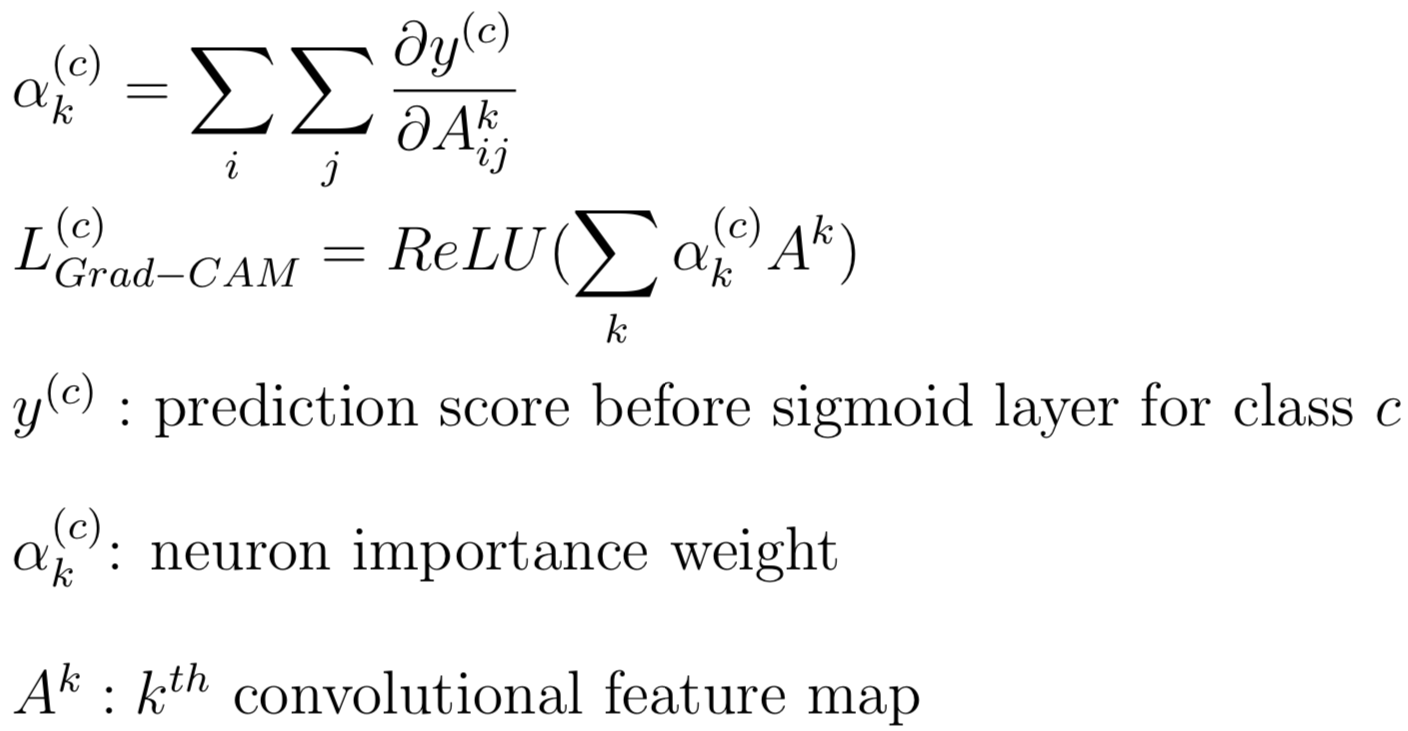 $\alpha_k^{(c)} = \sum_i \sum_j \frac{\partial y^{(c)}}{\partial A_{ij}^k}$
$L_{Grad-CAM}^{(c)} = ReLU(\sum_k \alpha_k^{(c)} A^k)$
$y^{(c)}$ : prediction score before sigmoid layer for class $c$
$\alpha_k^{(c)}$: neuron importance weight
$A^k$ : $k^{th}$ convolutional feature map